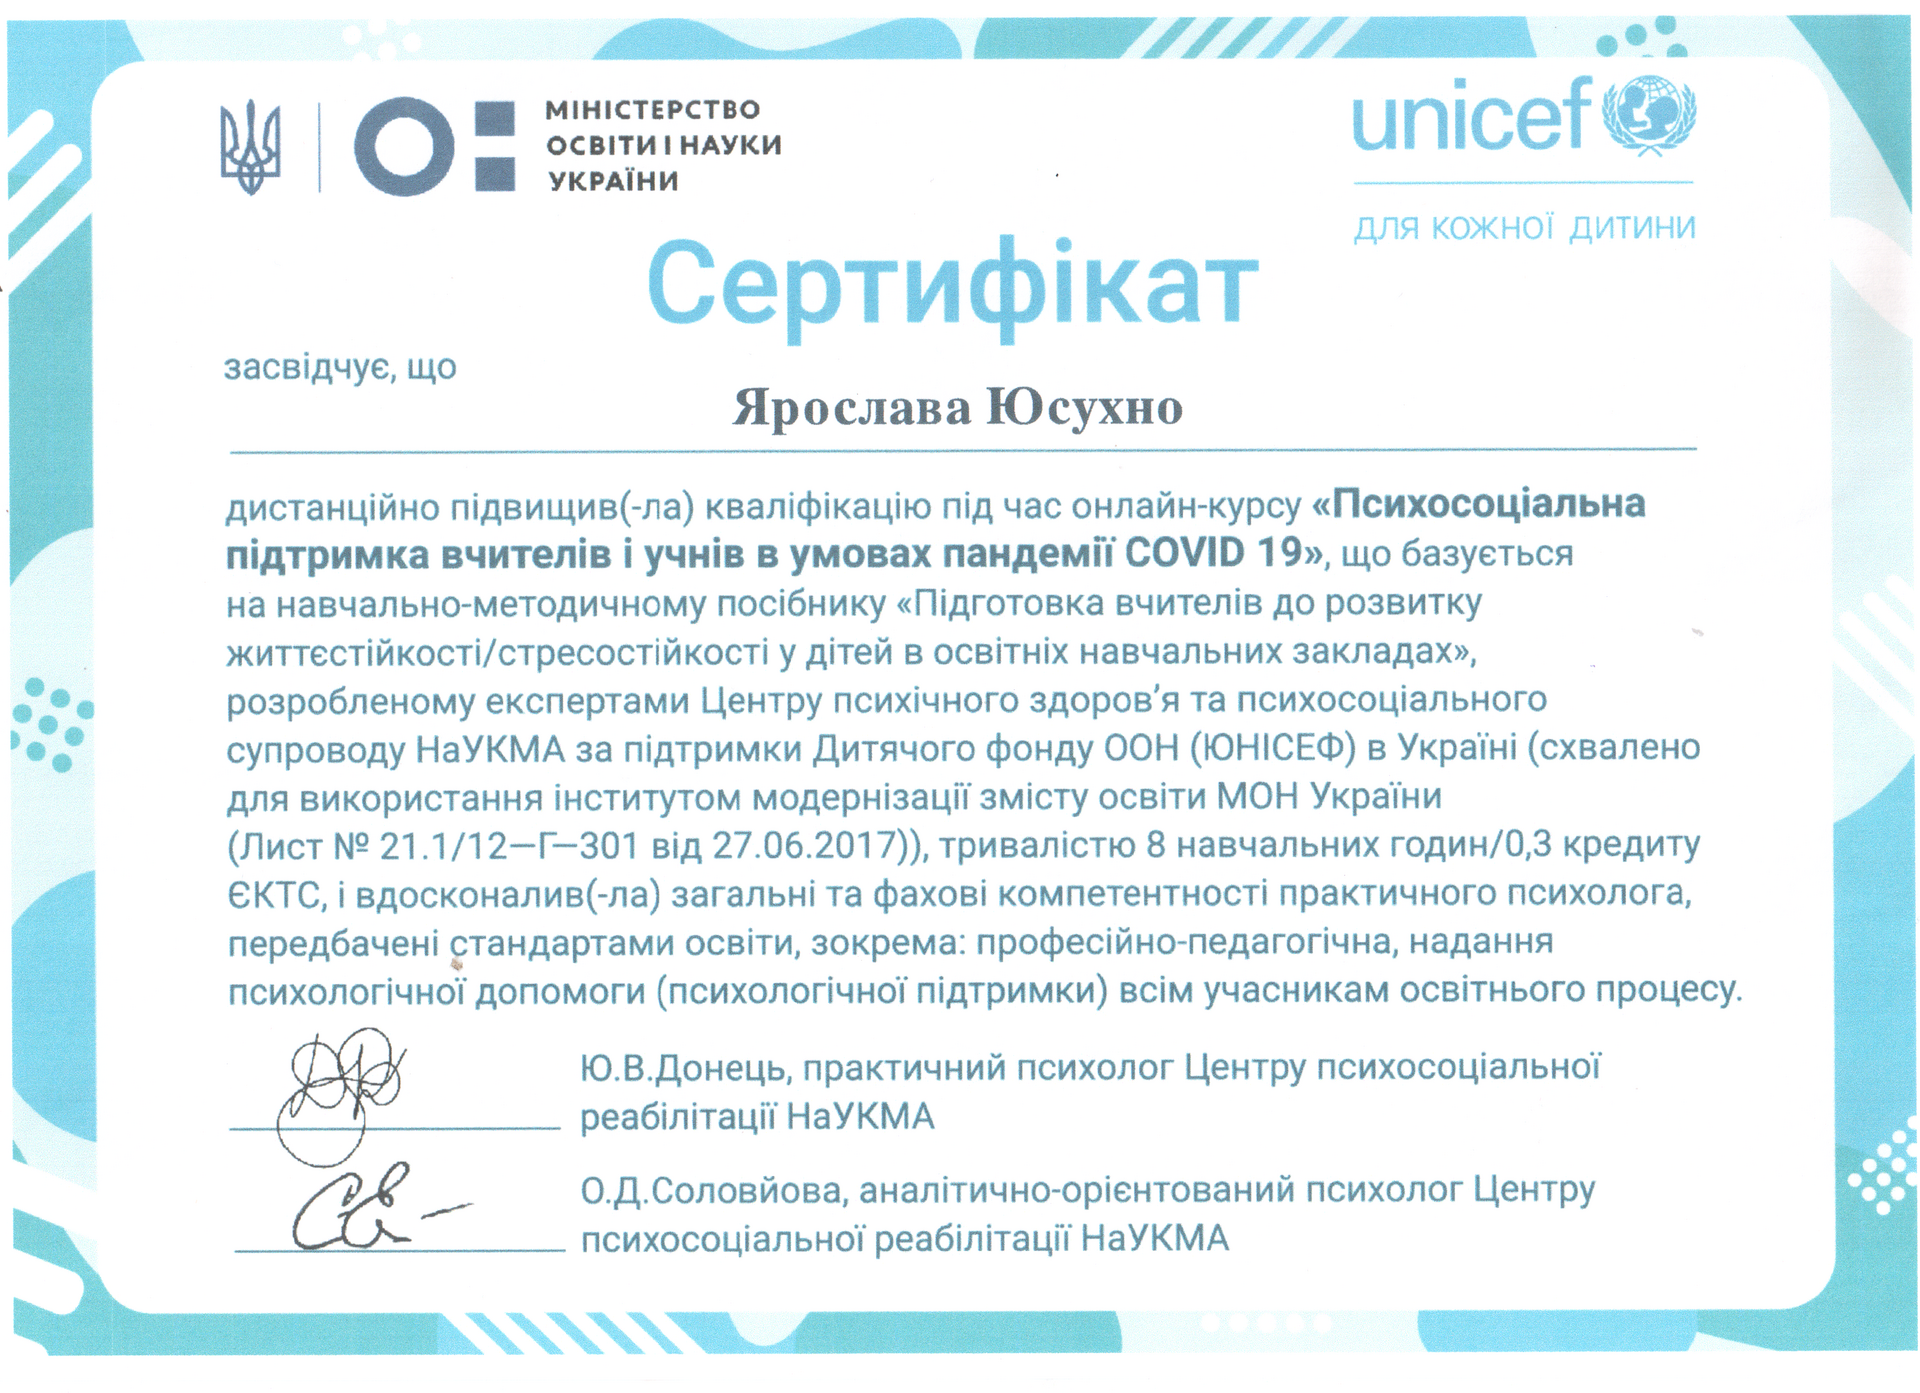 МІНІСТЕРСТВО
ОСВІТИ І НАУКИ
УКРАЇНИ
unicef
ДЛЯ КОЖНОЇ ДИТИНИ
Сертифікат
засвідчує, що
Ярослава Юсухно
дистанційно підвищив(-ла) кваліфікацію під час онлайн-курсу «Психосоціальна
підтримка вчителів і учнів в умовах пандемії COVID 19», що базується
на навчально-методичному посібнику «Підготовка вчителів до розвитку
життєстійкості/стресостійкості у дітей в освітніх навчальних закладах»,
розробленому експертами Центру психічного здоров’я та психосоціального
супроводу НаУКМА за підтримки Дитячого фонду ООН (ЮНІСЕФ) в Україні (схвалено
для використання інститутом модернізації змісту освіти МОН України
(Лист № 21.1/12—Г—301 від 27.06.2017)), тривалістю 8 навчальних годин/0,3 кредиту
ЄКТС, і вдосконалив(-ла) загальні та фахові компетентності практичного психолога,
передбачені стандартами освіти, зокрема: професійно-педагогічна, надання
психологічної допомоги (психологічної підтримки) всім учасникам освітнього процесу.
Ю.В.Донець, практичний психолог Центру психосоціальної
реабілітації НаУКМА
О.Д.Соловйова, аналітично-орієнтований психолог Центру
психосоціальної реабілітації НаУКМА